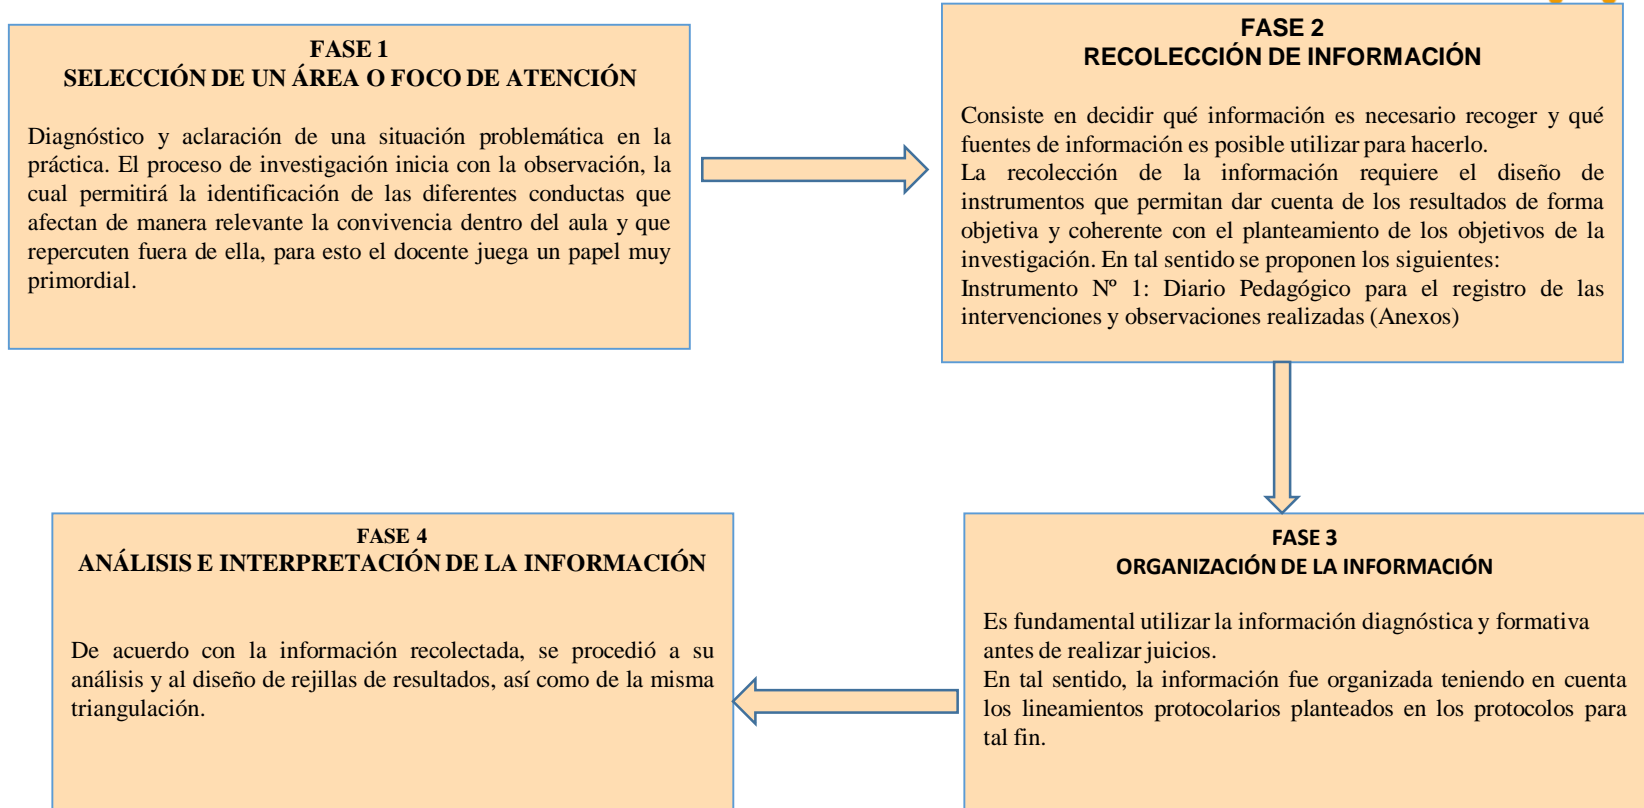 FASE 1
SELECCIÓN DE UN ÁREA O FOCO DE ATENCIÓN
Diagnóstico y aclaración de una situación problemática en la
práctica. El proceso de investigación inicia con la observación, la
cual permitirá la identificación de las diferentes conductas que
afectan de manera relevante la convivencia dentro del aula y que
repercuten fuera de ella, para esto el docente juega un papel muy
primordial.
FASE 2
RECOLECCIÓN DE INFORMACIÓN
Consiste en decidir qué información es necesario recoger y qué
fuentes de información es posible utilizar para hacerlo.
La recolección de la información requiere el diseño de
instrumentos que permitan dar cuenta de los resultados de forma
objetiva y coherente con el planteamiento de los objetivos de la
investigación. En tal sentido se proponen los siguientes:
Instrumento Nº 1: Diario Pedagógico para el registro de las
intervenciones y observaciones realizadas (Anexos)
FASE 3
ORGANIZACIÓN DE LA INFORMACIÓN
Es fundamental utilizar la información diagnóstica y formativa
antes de realizar juicios.
En tal sentido, la información fue organizada teniendo en cuenta
los lineamientos protocolarios planteados en los protocolos para
tal fin.
FASE 4
ANÁLISIS E INTERPRETACIÓN DE LA INFORMACIÓN
De acuerdo con la información recolectada, se procedió a su
análisis y al diseño de rejillas de resultados, así como de la misma
triangulación.